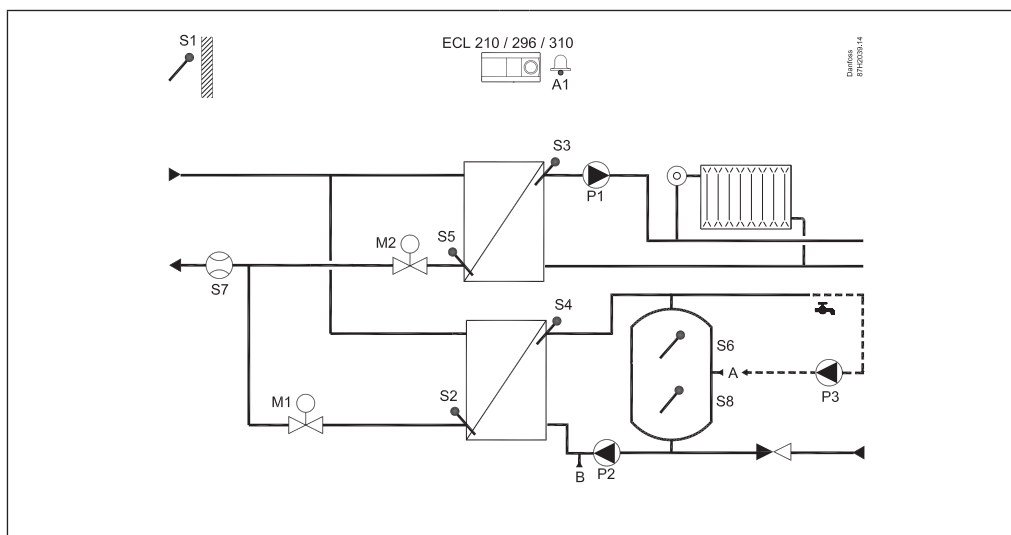 S1
ECL 210 / 296 / 310
A1
Danfoss
87H2039.14
S3
P1
M2
S5
S7
S4
S6
A
S8
P3
M1
S2
B
P2